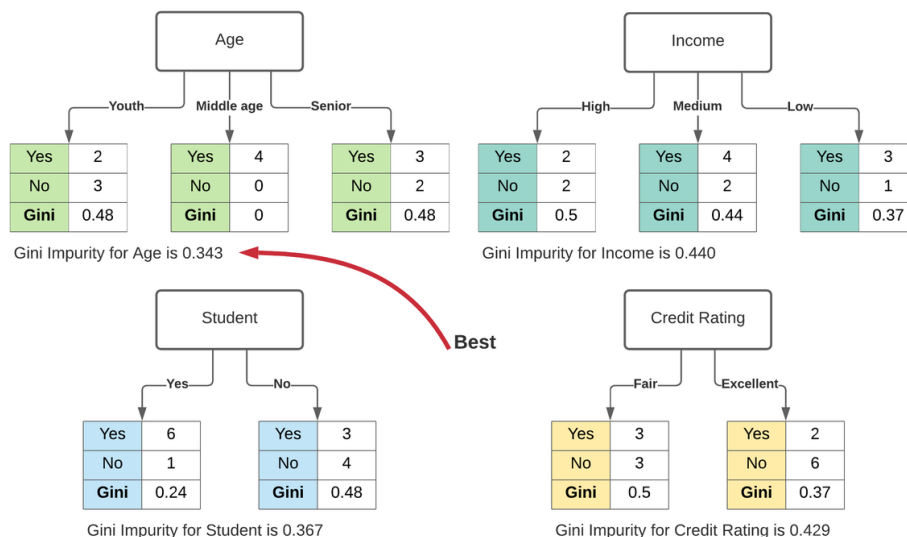 Age
Youth
Middle age
Senior
Yes 2
No 3
Gini 0.48
Yes 4
No 0
Gini 0
Yes 3
No 2
Gini 0.48
Gini Impurity for Age is 0.343
Income
High
Medium
Low
Yes 2
No 2
Gini 0.5
Yes 4
No 2
Gini 0.44
Yes 3
No 1
Gini 0.37
Gini Impurity for Income is 0.440
Best
Student
Yes
No
Yes 6
No 1
Gini 0.24
Yes 3
No 4
Gini 0.48
Gini Impurity for Student is 0.367
Credit Rating
Fair
Excellent
Yes 3
No 3
Gini 0.5
Yes 2
No 6
Gini 0.37
Gini Impurity for Credit Rating is 0.429